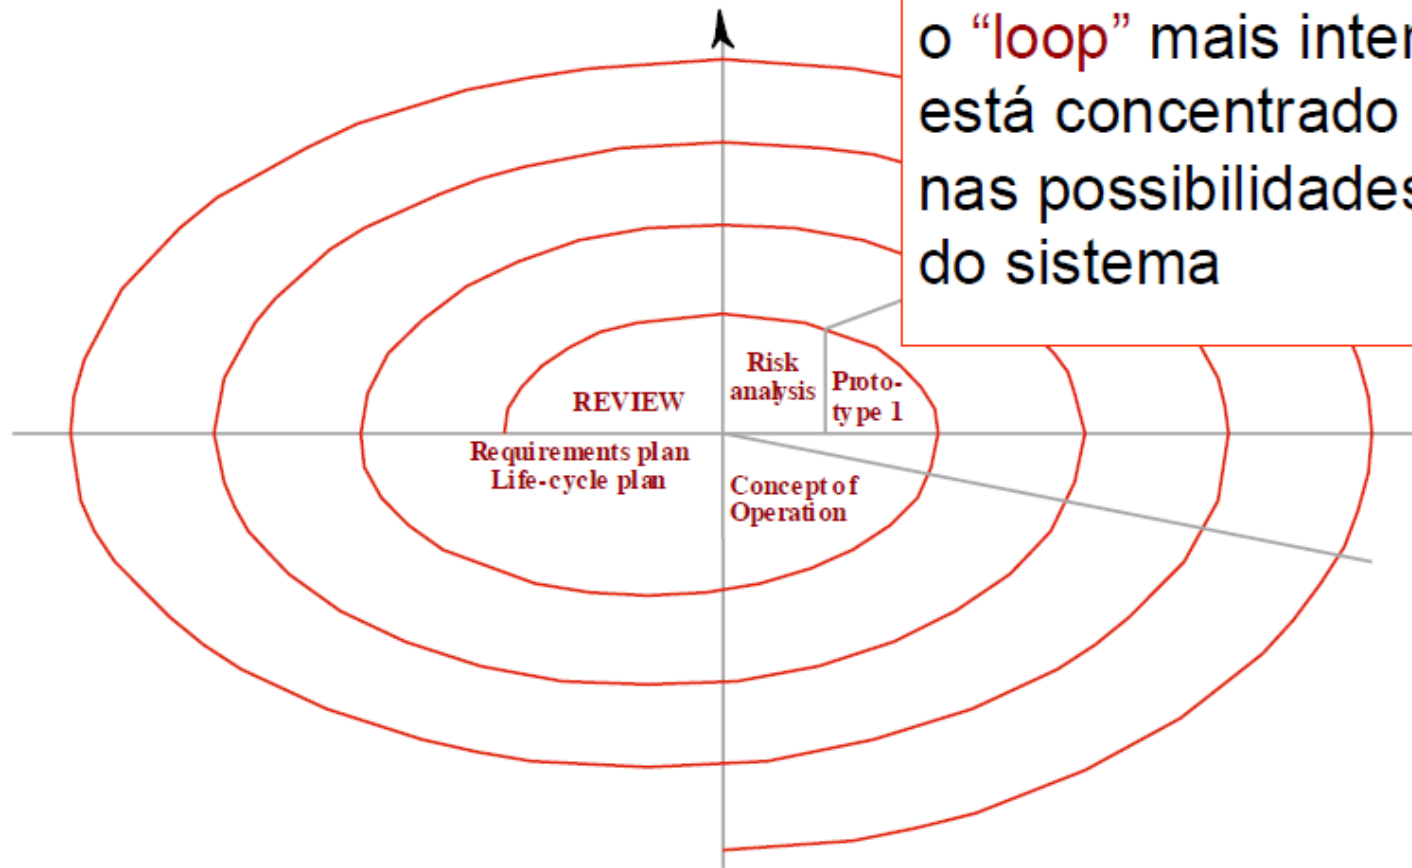 o “loop” mais inter
está concentrado
nas possibilidades
do sistema
Risk
analysis
Proto-
type 1
REVIEW
Requirements plan
Life-cycle plan
Concept of
Operation